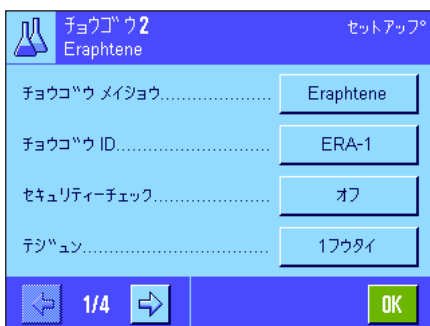 チョウゴウ2 セットアップ
Eraphtene
チョウゴウ メイショウ..................... Eraphtene
チョウゴウ ID............................. ERA-1
セキュリティーチェック..................... オフ
テジュン................................... 1フウタイ
1/4 OK